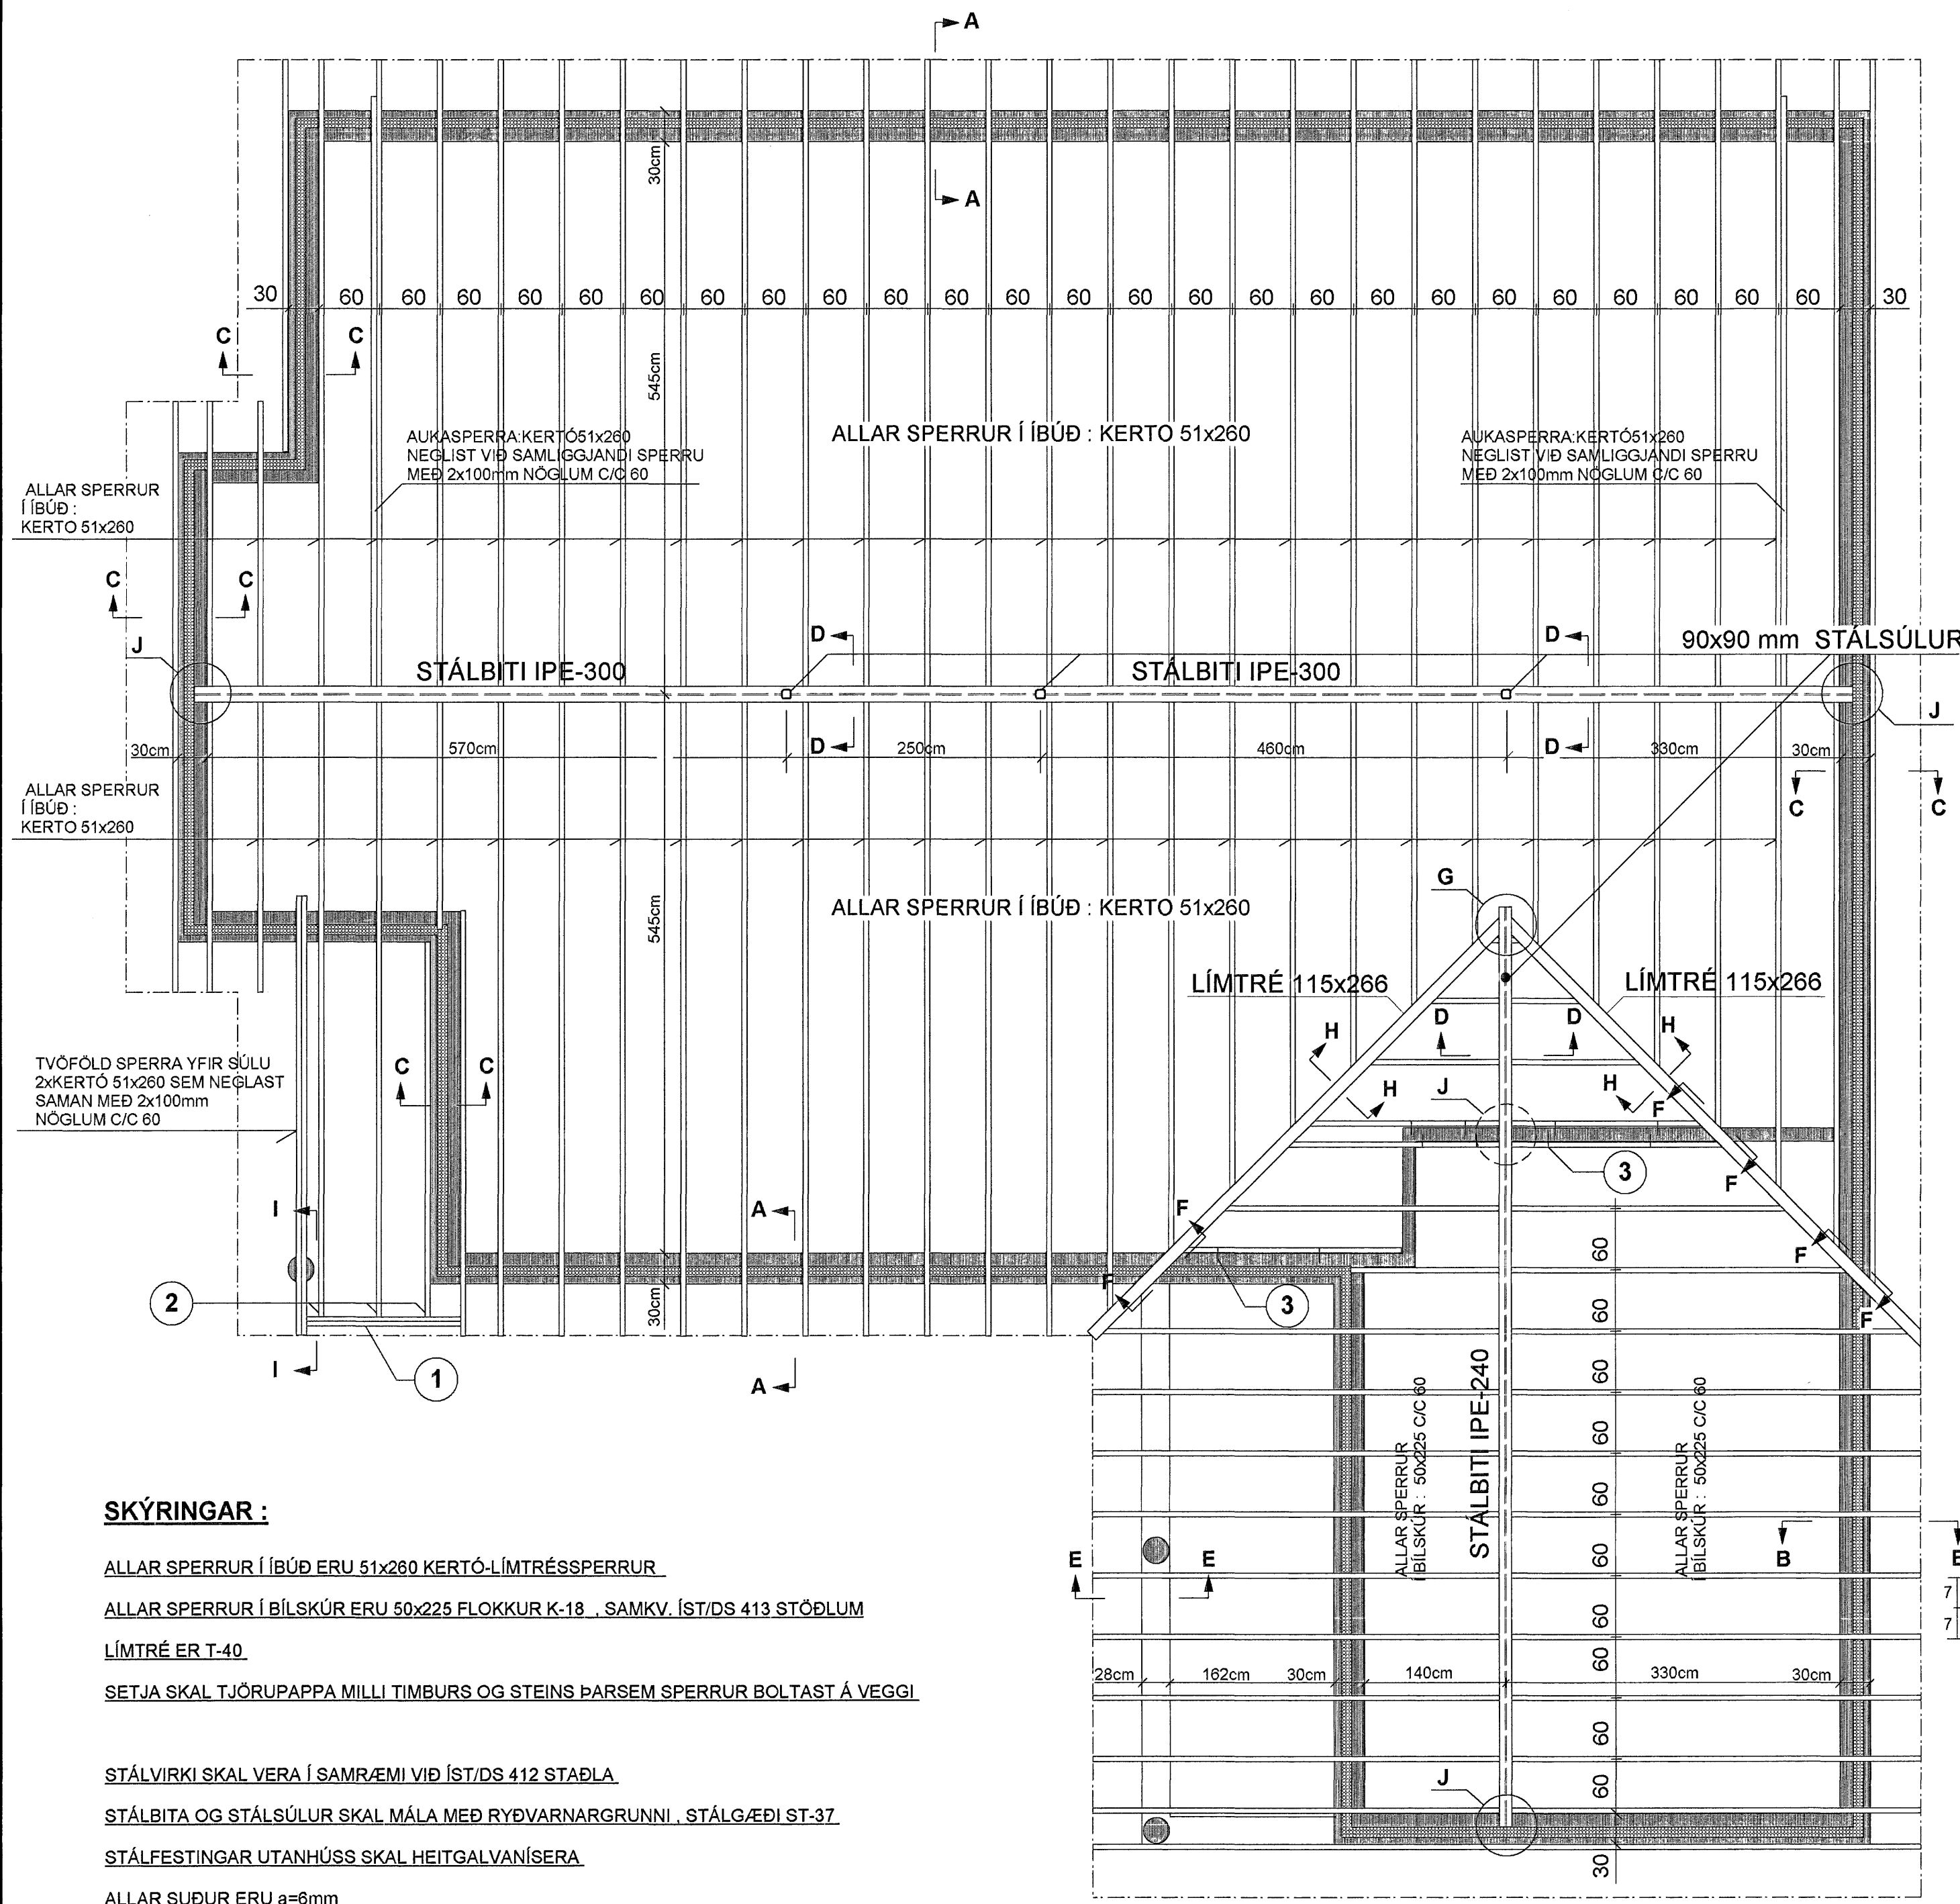 A
A
30cm
30 60 60 60 60 60 60 60 60 60 60 60 60 60 60 60 60 60 60 60 60 60 60 60 60 60 30
C C
545cm
AUKASPERRA:KERTÓ51x260
NEGLIST VIÐ SAMLIGGJANDI SPERRU
MEÐ 2x100mm NÖGLUM C/C 60
ALLAR SPERRUR Í ÍBÚÐ : KERTO 51x260
AUKASPERRA:KERTÓ51x260
NEGLIST VIÐ SAMLIGGJANDI SPERRU
MEÐ 2x100mm NÖGLUM C/C 60
ALLAR SPERRUR
Í ÍBÚÐ :
KERTO 51x260
C C
J
D D
90x90 mm STÁLSÚLUR
STÁLBITI IPE-300
STÁLBITI IPE-300
J
D D
30cm 570cm 250cm 460cm 330cm 30cm
C C
ALLAR SPERRUR
Í ÍBÚÐ :
KERTO 51x260
G
ALLAR SPERRUR Í ÍBÚÐ : KERTO 51x260
545cm
LÍMTRÉ 115x266
LÍMTRÉ 115x266
H D D H
TVÖFÖLD SPERRA YFIR SÚLU
2xKERTÓ 51x260 SEM NEGLAST
SAMAN MEÐ 2x100mm
NÖGLUM C/C 60
C C
H J H F
3
F
I A F
F
F
3
F
2
30cm
I
1
A
60
60
60
60
60
60
60
60
60
60
30
STÁLBITI IPE-240
ALLAR SPERRUR
Í BÍLSKÚR : 50x225 C/C 60
ALLAR SPERRUR
Í BÍLSKÚR : 50x225 C/C 60
B
E E
7
7
28cm 162cm 30cm 140cm 330cm 30cm
J
SKÝRINGAR :
ALLAR SPERRUR Í ÍBÚÐ ERU 51x260 KERTÓ-LÍMTRÉSSPERRUR
ALLAR SPERRUR Í BÍLSKÚR ERU 50x225 FLOKKUR K-18 , SAMKV. ÍST/DS 413 STÖÐLUM
LÍMTRÉ ER T-40
SETJA SKAL TJÖRUPAPPA MILLI TIMBURS OG STEINS ÞARSEM SPERRUR BOLTAST Á VEGGI
STÁLVIRKI SKAL VERA Í SAMRÆMI VIÐ ÍST/DS 412 STAÐLA
STÁLBITA OG STÁLSÚLUR SKAL MÁLA MEÐ RYÐVARNARGRUNNI , STÁLGÆÐI ST-37
STÁLFESTINGAR UTANHÚSS SKAL HEITGALVANÍSERA
ALLAR SUÐUR ERU a=6mm